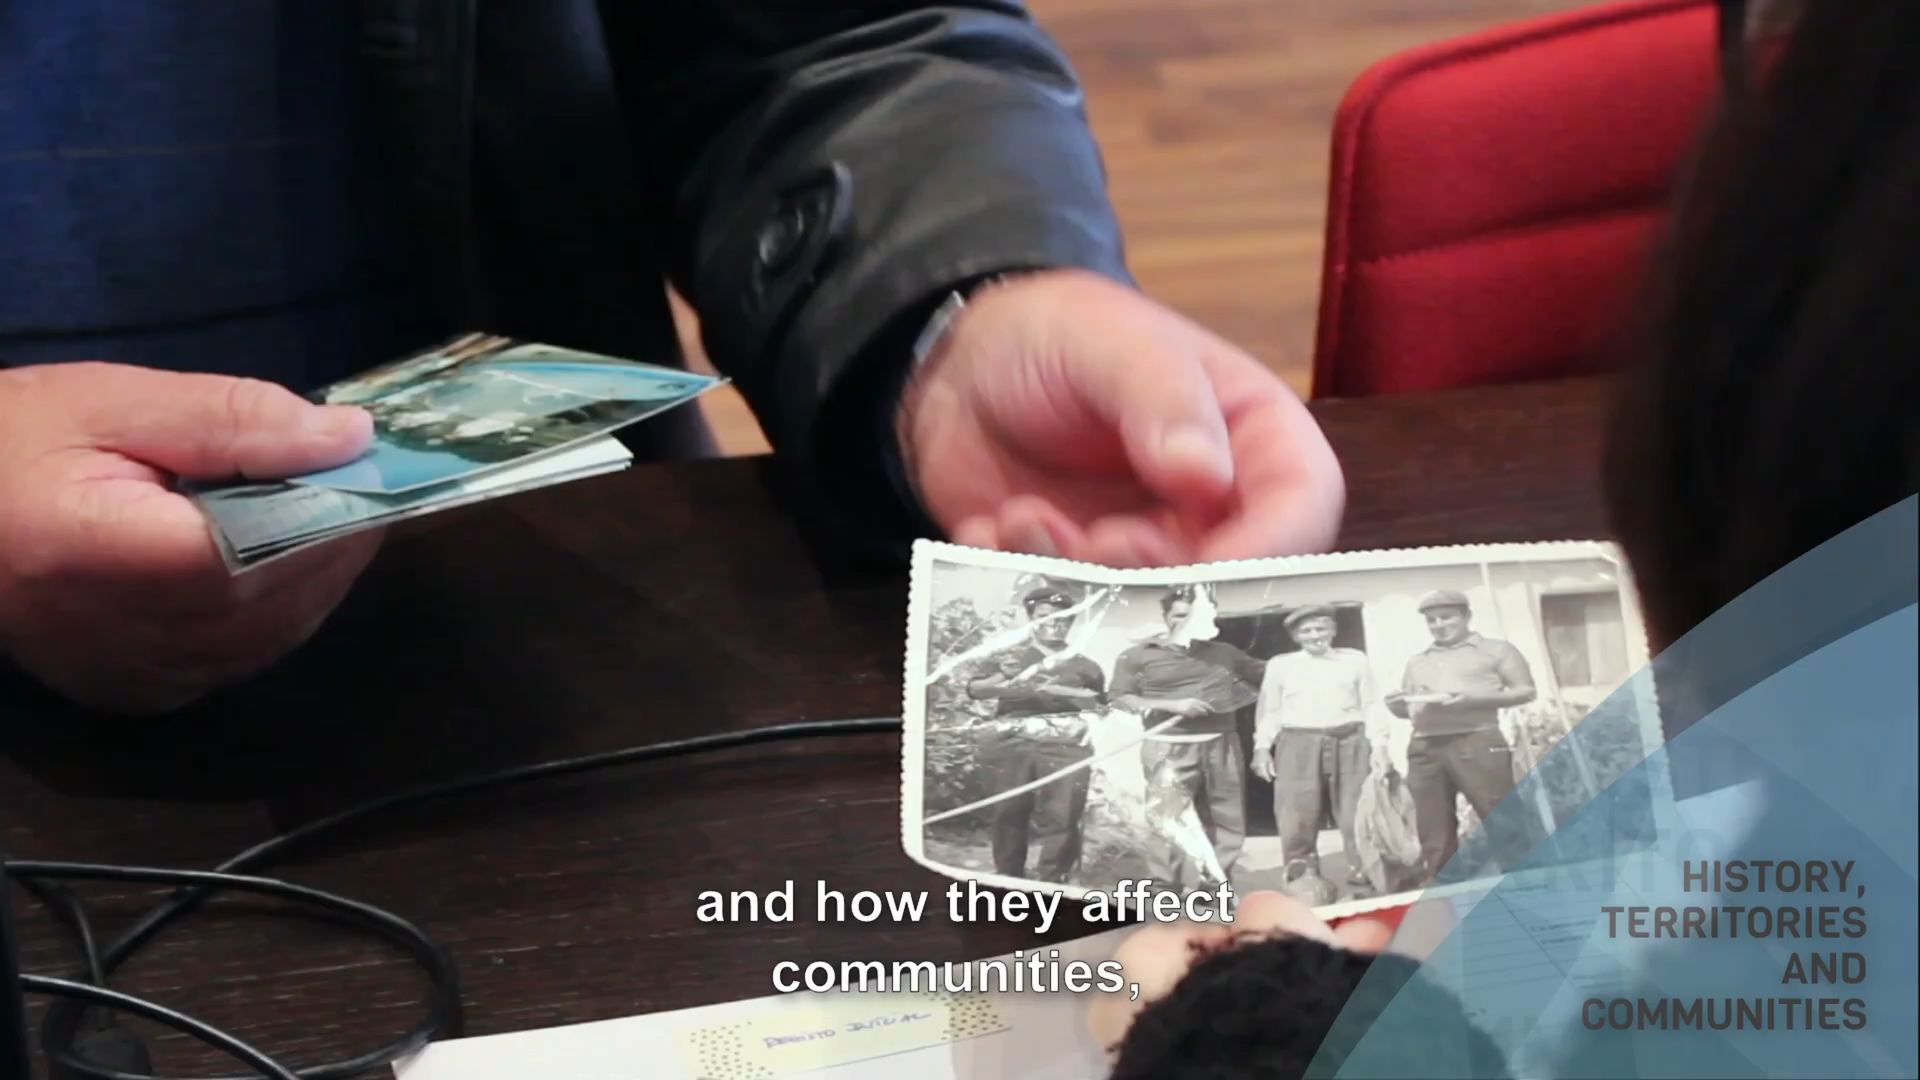 and how they affect
communities,
HISTORY,
TERRITORIES
AND
COMMUNITIES